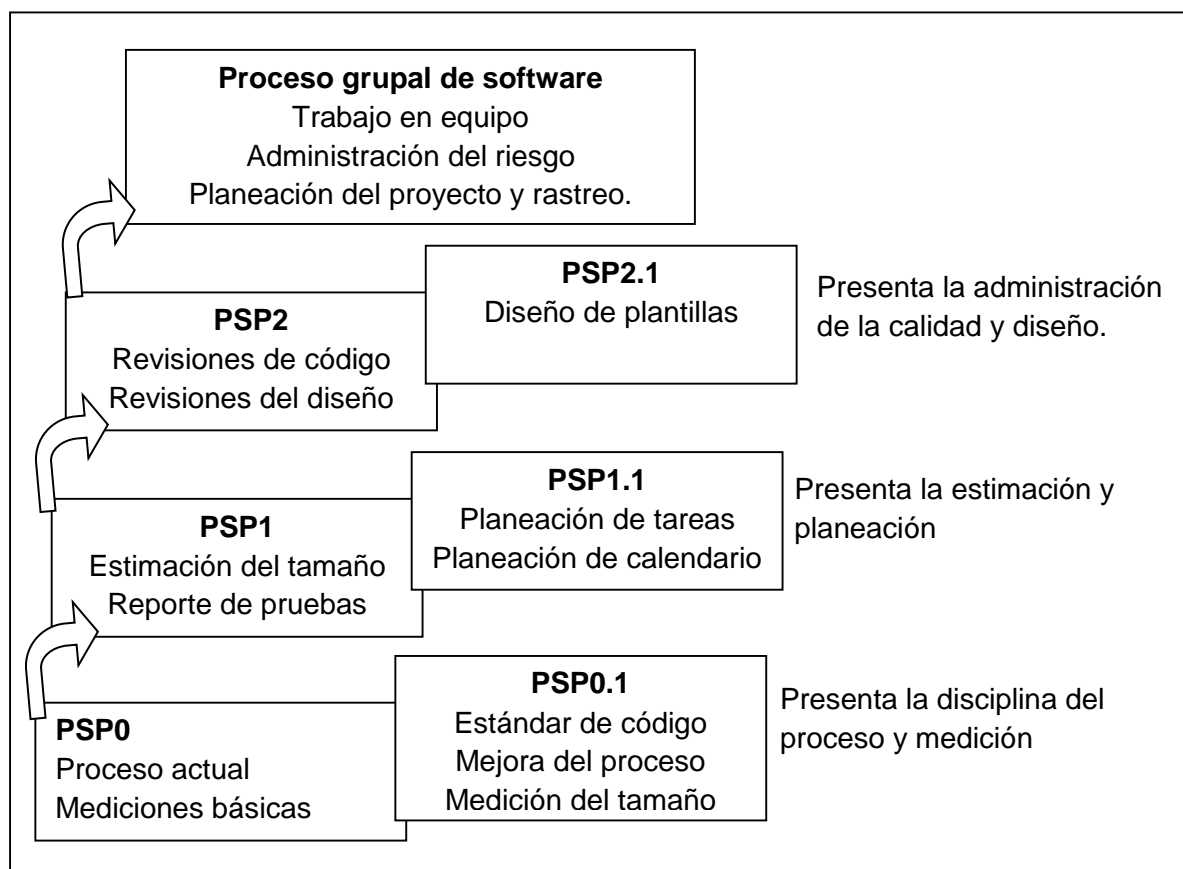 Proceso grupal de software
Trabajo en equipo
Administración del riesgo
Planeación del proyecto y rastreo.
PSP2.1
Diseño de plantillas
PSP2
Revisiones de código
Revisiones del diseño
Presenta la administración
de la calidad y diseño.
PSP1.1
Planeación de tareas
Planeación de calendario
PSP1
Estimación del tamaño
Reporte de pruebas
Presenta la estimación y
planeación
PSP0.1
Estándar de código
Mejora del proceso
Medición del tamaño
PSP0
Proceso actual
Mediciones básicas
Presenta la disciplina del
proceso y medición